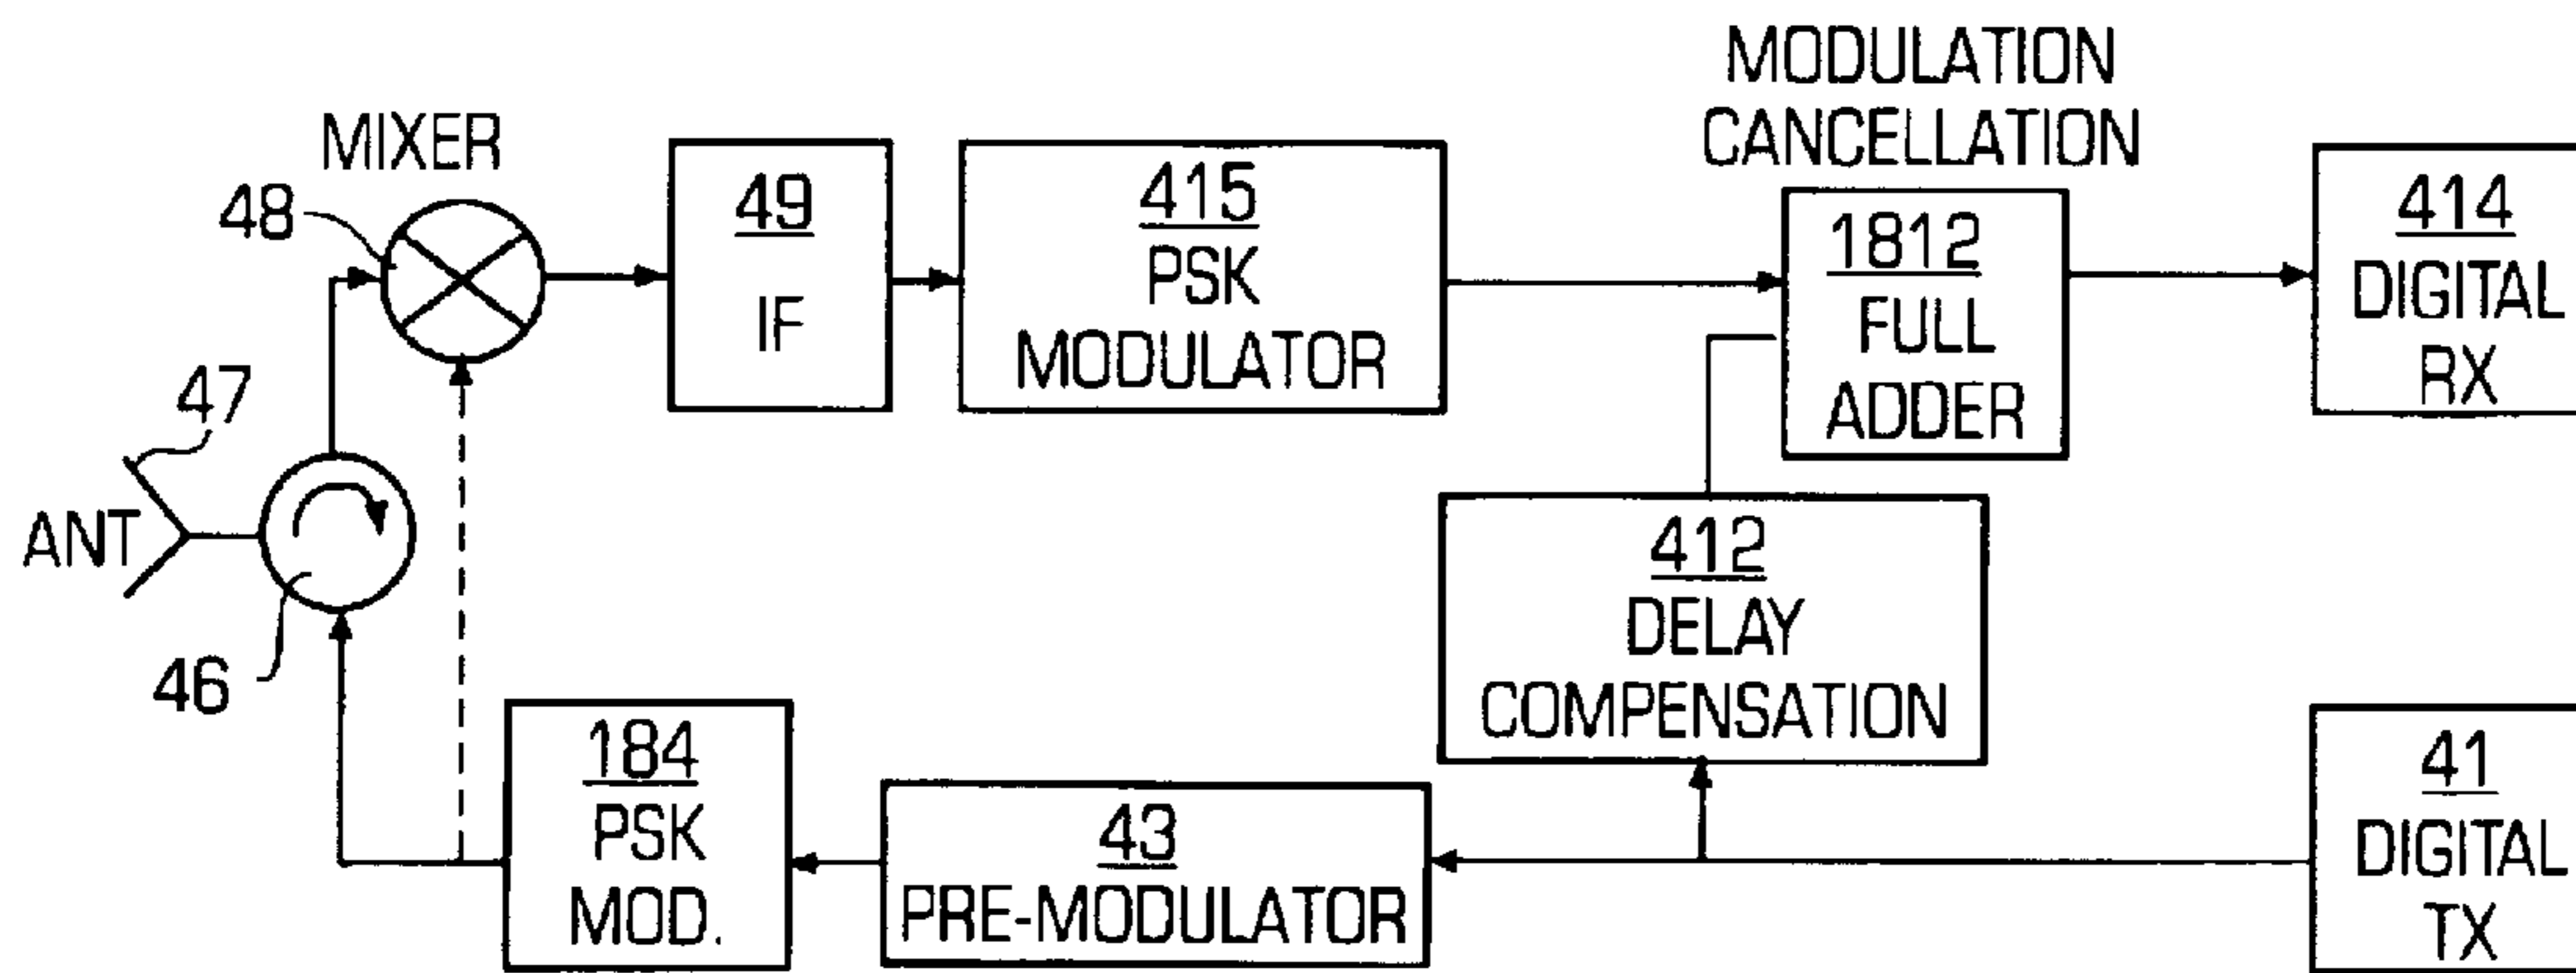 MODULATION
CANCELLATION
MIXER
48
49
IF
415
PSK
MODULATOR
1812
FULL
ADDER
414
DIGITAL
RX
47
ANT
46
412
DELAY
COMPENSATION
184
PSK
MOD.
43
PRE-MODULATOR
41
DIGITAL
TX